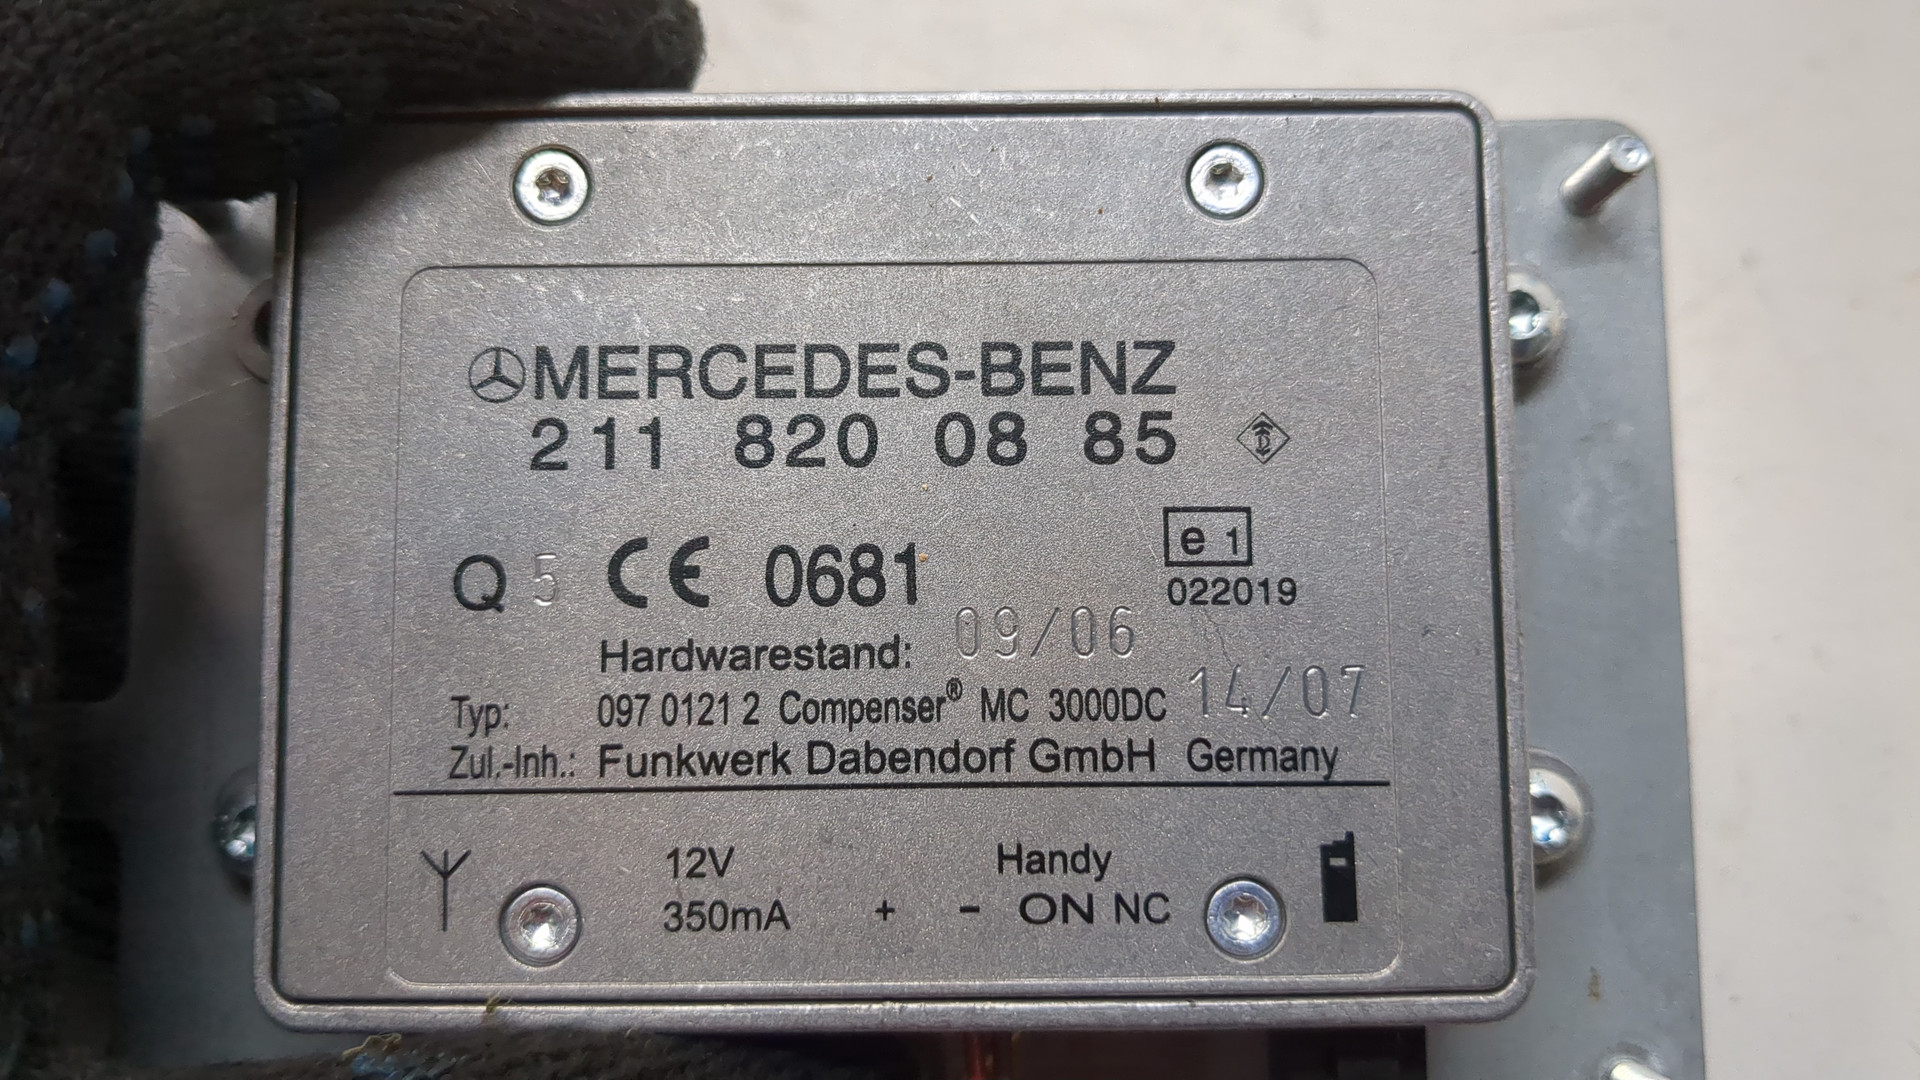 MERCEDES-BENZ
211 820 08 85
Q 5 CE 0681 e 1
022019
Hardwarestand: 09/06
Typ: 097 0121 2 Compenser® MC 3000DC 14/07
Zul.-Inh.: Funkwerk Dabendorf GmbH Germany
12V Handy
350mA + - ON NC